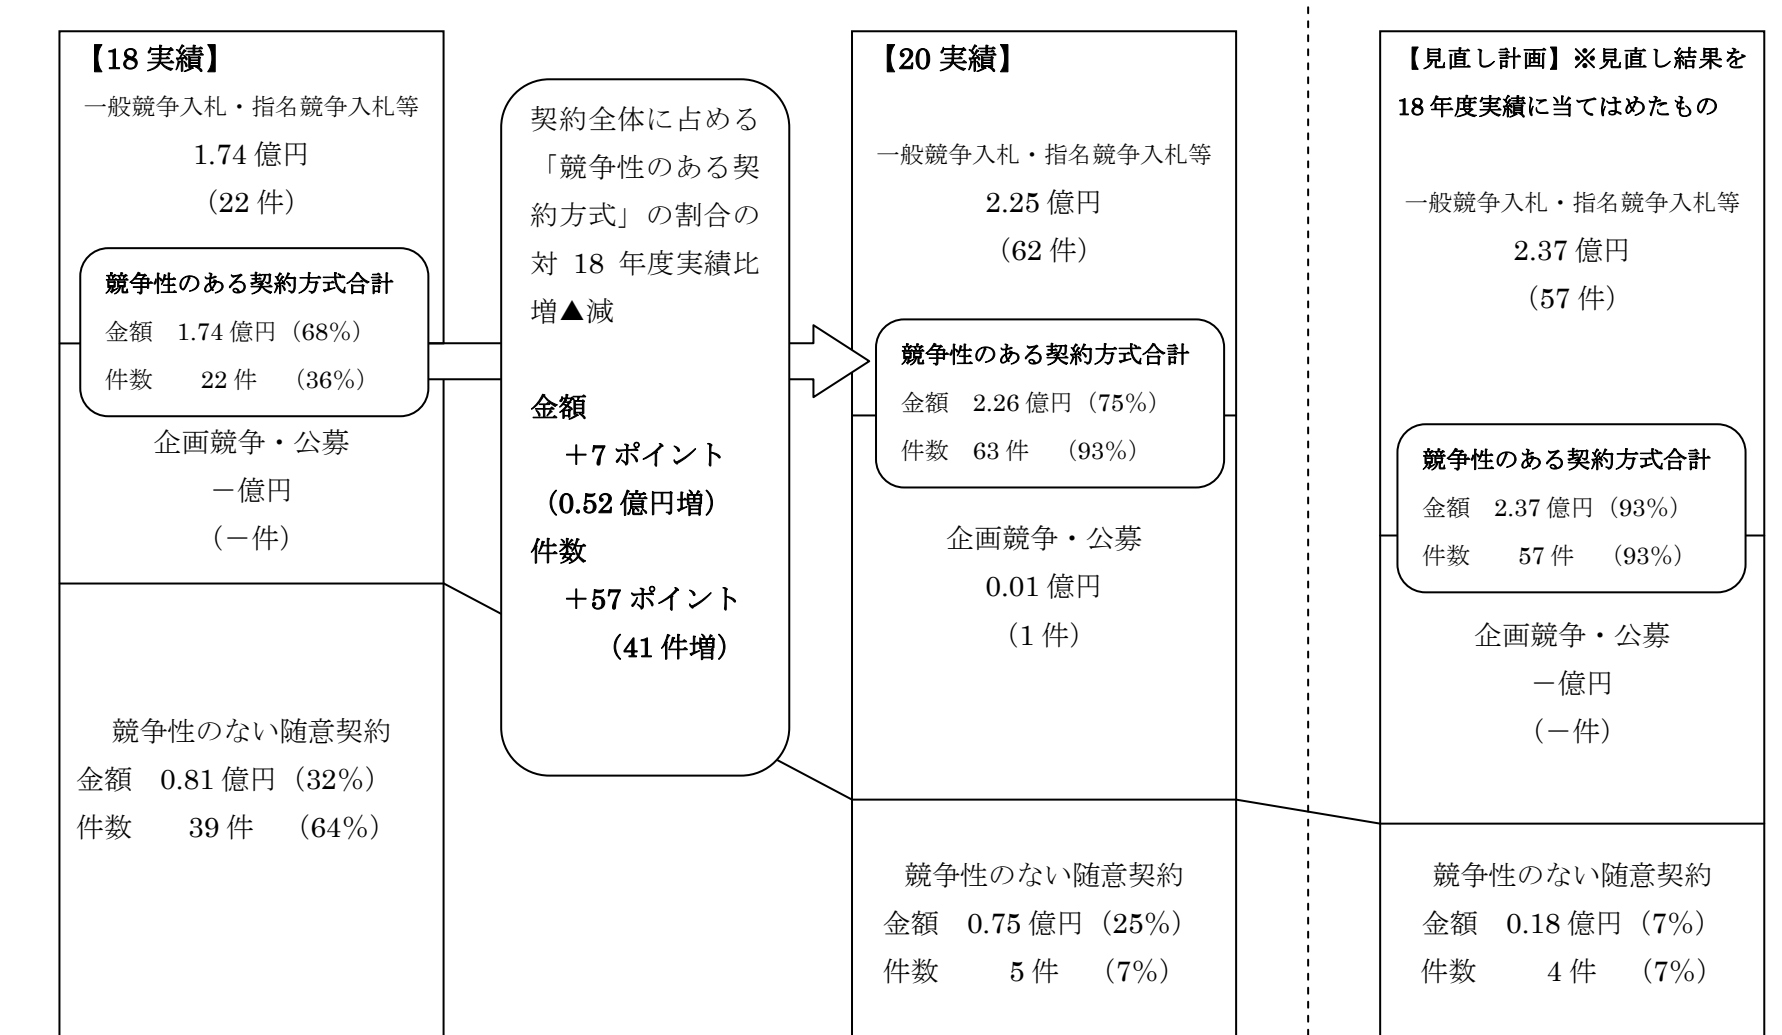 【18 実績】
一般競争入札・指名競争入札等
1.74 億円
（22 件）
競争性のある契約方式合計
金額　1.74 億円（68%）
件数　　22 件　（36%）
企画競争・公募
－億円
（－件）
競争性のない随意契約
金額　0.81 億円（32%）
件数　　39 件　（64%）
契約全体に占める
「競争性のある契
約方式」の割合の
対 18 年度実績比
増▲減
金額
＋7 ポイント
（0.52 億円増）
件数
＋57 ポイント
（41 件増）
【20 実績】
一般競争入札・指名競争入札等
2.25 億円
（62 件）
競争性のある契約方式合計
金額　2.26 億円（75%）
件数　63 件　（93%）
企画競争・公募
0.01 億円
（1 件）
競争性のない随意契約
金額　0.75 億円（25%）
件数　　5 件　（7%）
【見直し計画】※見直し結果を
18 年度実績に当てはめたもの
一般競争入札・指名競争入札等
2.37 億円
（57 件）
競争性のある契約方式合計
金額　2.37 億円（93%）
件数　　57 件　（93%）
企画競争・公募
－億円
（－件）
競争性のない随意契約
金額　0.18 億円（7%）
件数　　4 件　（7%）